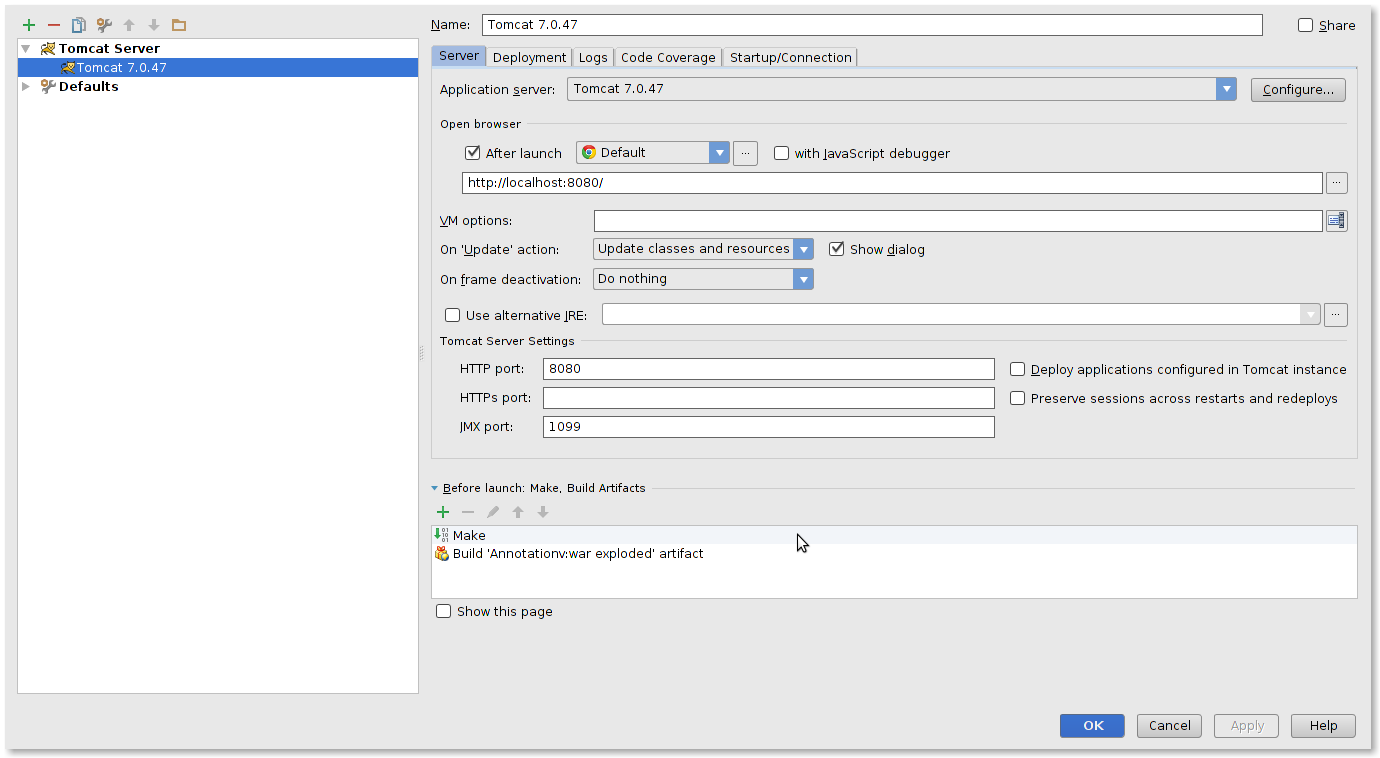 Name: Tomcat 7.0.47 Share
Tomcat Server
Tomcat 7.0.47
Defaults
Server Deployment Logs Code Coverage Startup/Connection
Application server: Tomcat 7.0.47 Configure...
Open browser
After launch Default ... with JavaScript debugger
http://localhost:8080/ ...
VM options:
On 'Update' action: Update classes and resources Show dialog
On frame deactivation: Do nothing
Use alternative JRE: ...
Tomcat Server Settings
HTTP port: 8080 Deploy applications configured in Tomcat instance
HTTPs port: Preserve sessions across restarts and redeploys
JMX port: 1099
Before launch: Make, Build Artifacts
Make
Build 'Annotationv:war exploded' artifact
Show this page
OK Cancel Apply Help